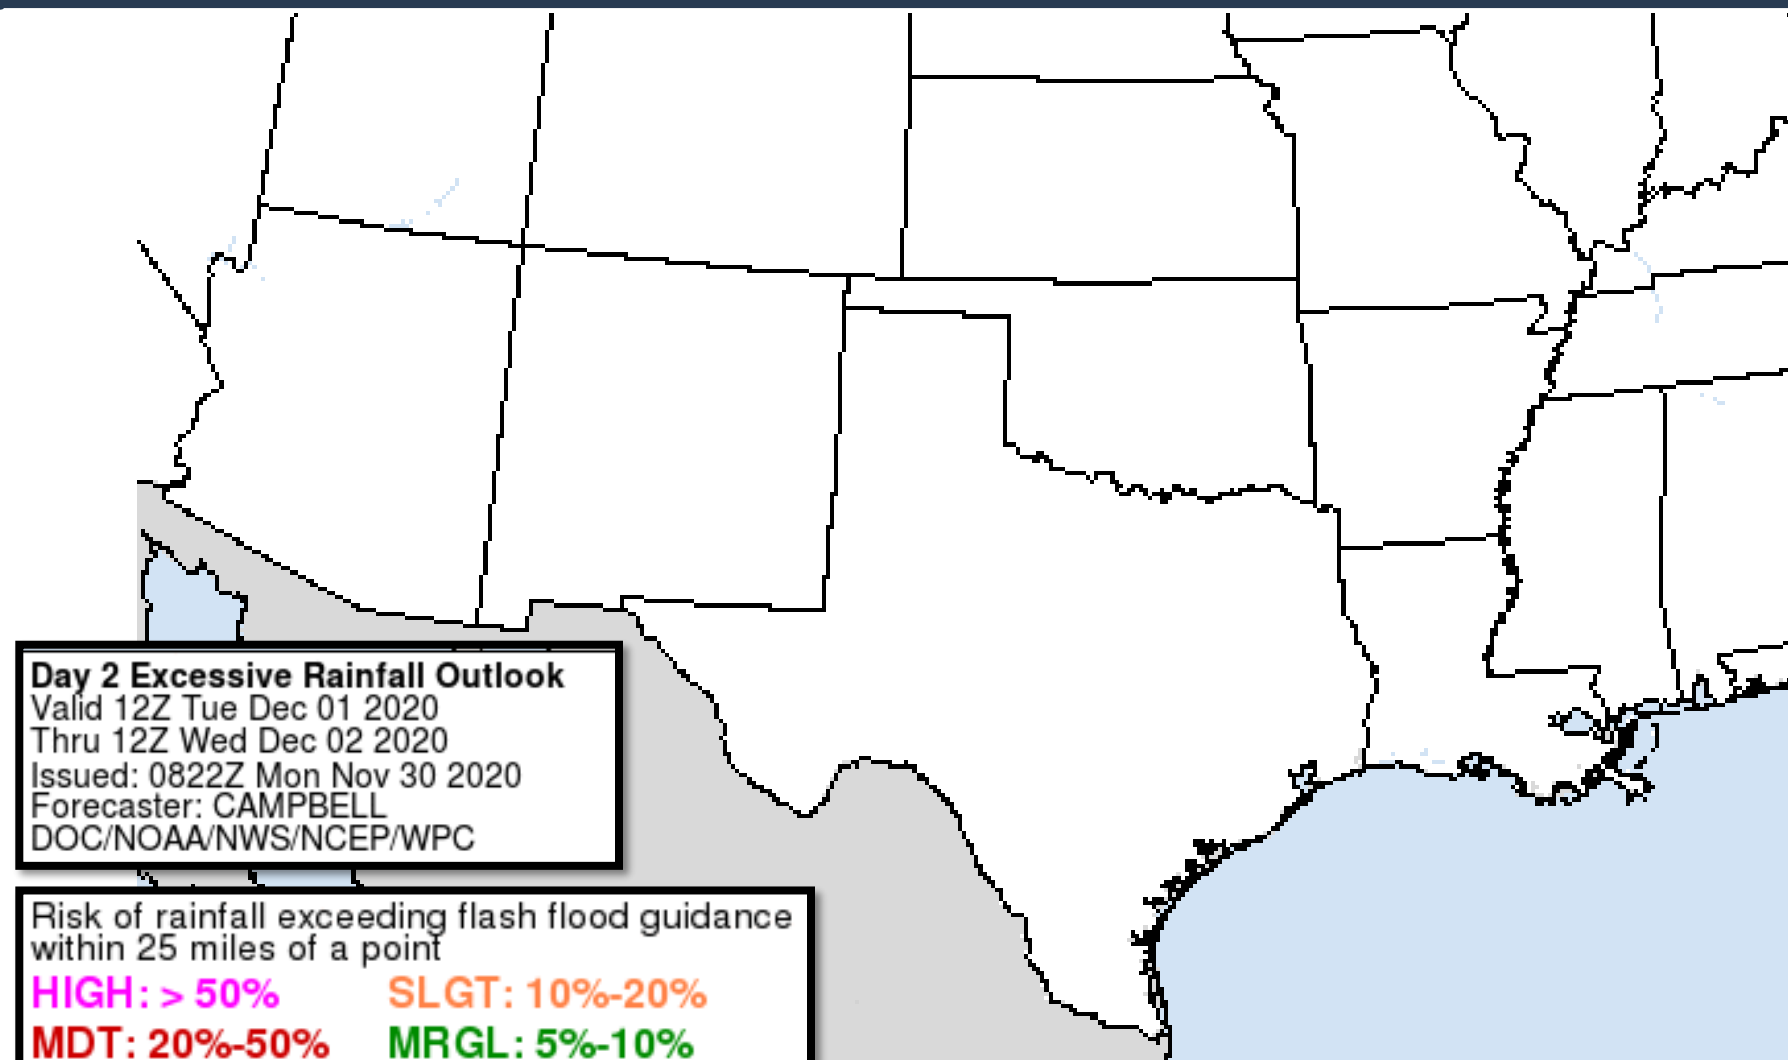 Day 2 Excessive Rainfall Outlook
Valid 12Z Tue Dec 01 2020
Thru 12Z Wed Dec 02 2020
Issued: 0822Z Mon Nov 30 2020
Forecaster: CAMPBELL
DOC/NOAA/NWS/NCEP/WPC
Risk of rainfall exceeding flash flood guidance
within 25 miles of a point
HIGH: > 50% SLGT: 10%-20%
MDT: 20%-50% MRGL: 5%-10%